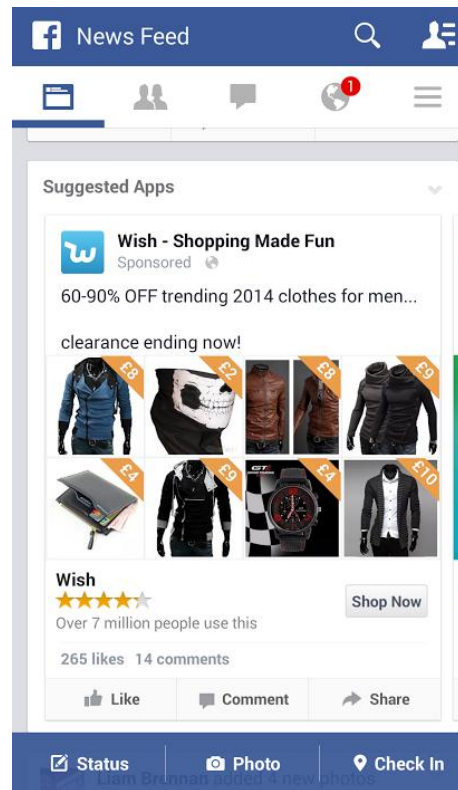 f News Feed
1
Suggested Apps
w
Wish - Shopping Made Fun
Sponsored
60-90% OFF trending 2014 clothes for men...
clearance ending now!
£8 £2 £8 £9
£4 £9 GT £4 £10
Wish
Over 7 million people use this
Shop Now
265 likes 14 comments
Like Comment Share
Status Photo Check In
Liam Brennan added 4 new photos